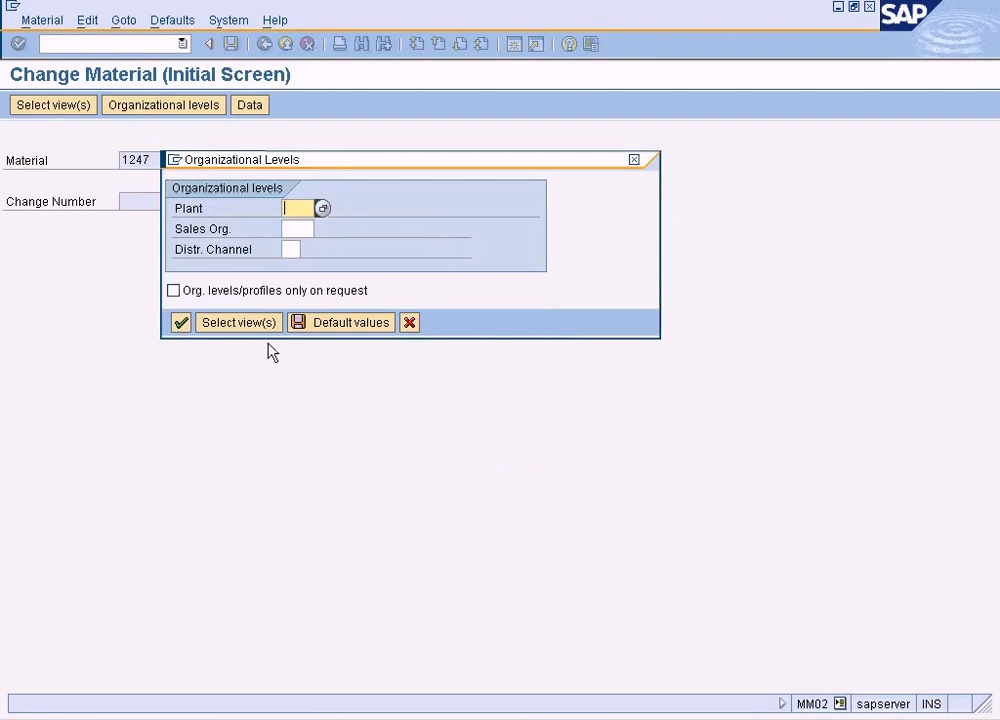 Material Edit Goto Defaults System Help
SAP
Change Material (Initial Screen)
Select view(s) Organizational levels Data
Material 1247
Organizational Levels
Change Number
Organizational levels
Plant
Sales Org.
Distr. Channel
Org. levels/profiles only on request
Select view(s) Default values
MM02 sapserver INS